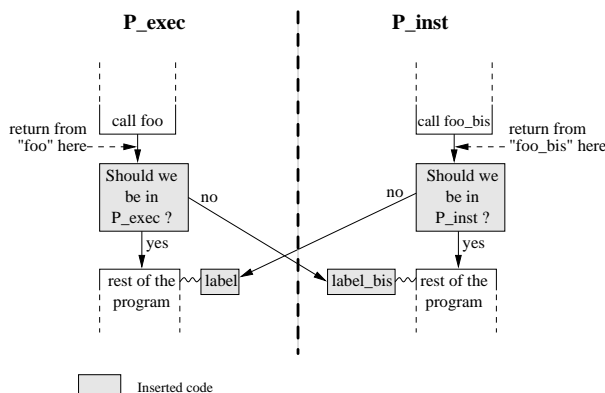 P_exec
P_inst
call foo
call foo_bis
return from
"foo" here
return from
"foo_bis" here
Should we
be in
P_exec ?
no
no
Should we
be in
P_inst ?
yes
yes
rest of the
program
label
label_bis
rest of the
program
Inserted code